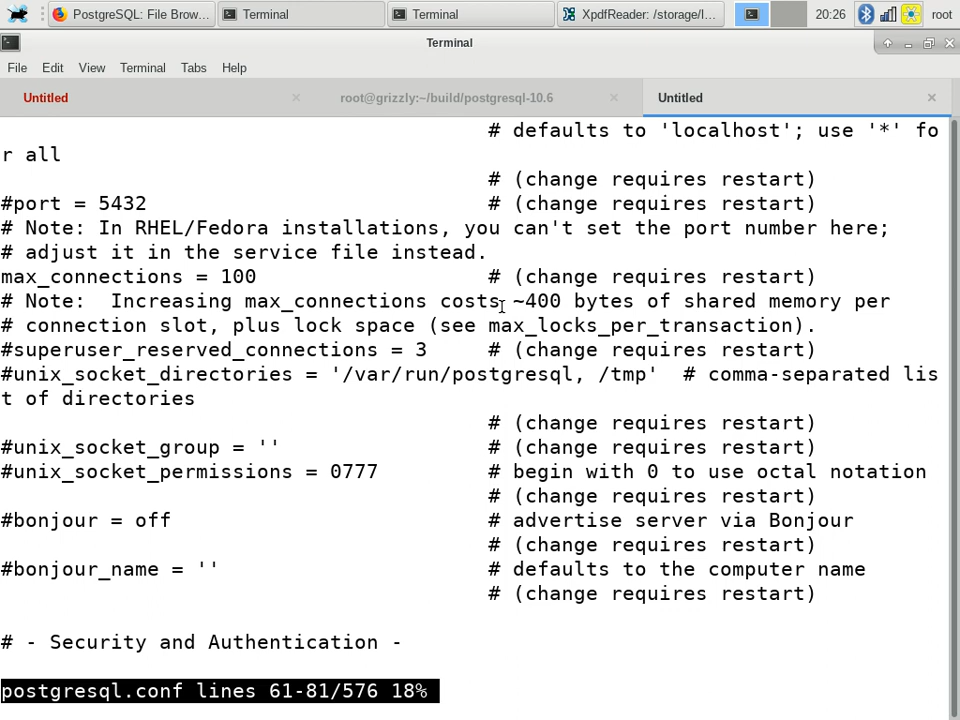 PostgreSQL: File Brow...
Terminal
Terminal
XpdfReader: /storage/l...
20:26
root
Terminal
File Edit View Terminal Tabs Help
Untitled
root@grizzly:~/build/postgresql-10.6
Untitled
# defaults to 'localhost'; use '*' fo
r all
# (change requires restart)
#port = 5432 # (change requires restart)
# Note: In RHEL/Fedora installations, you can't set the port number here;
# adjust it in the service file instead.
max_connections = 100 # (change requires restart)
# Note:  Increasing max_connections costs ~400 bytes of shared memory per
# connection slot, plus lock space (see max_locks_per_transaction).
#superuser_reserved_connections = 3 # (change requires restart)
#unix_socket_directories = '/var/run/postgresql, /tmp'  # comma-separated lis
t of directories
# (change requires restart)
#unix_socket_group = '' # (change requires restart)
#unix_socket_permissions = 0777 # begin with 0 to use octal notation
# (change requires restart)
#bonjour = off # advertise server via Bonjour
# (change requires restart)
#bonjour_name = '' # defaults to the computer name
# (change requires restart)
# - Security and Authentication -
postgresql.conf lines 61-81/576 18%